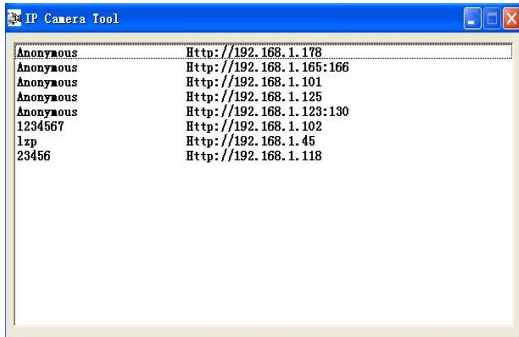 IP Camera Tool
Anonymous Http://192.168.1.178
Anonymous Http://192.168.1.165:166
Anonymous Http://192.168.1.101
Anonymous Http://192.168.1.125
Anonymous Http://192.168.1.123:130
1234567 Http://192.168.1.102
lzp Http://192.168.1.45
23456 Http://192.168.1.118